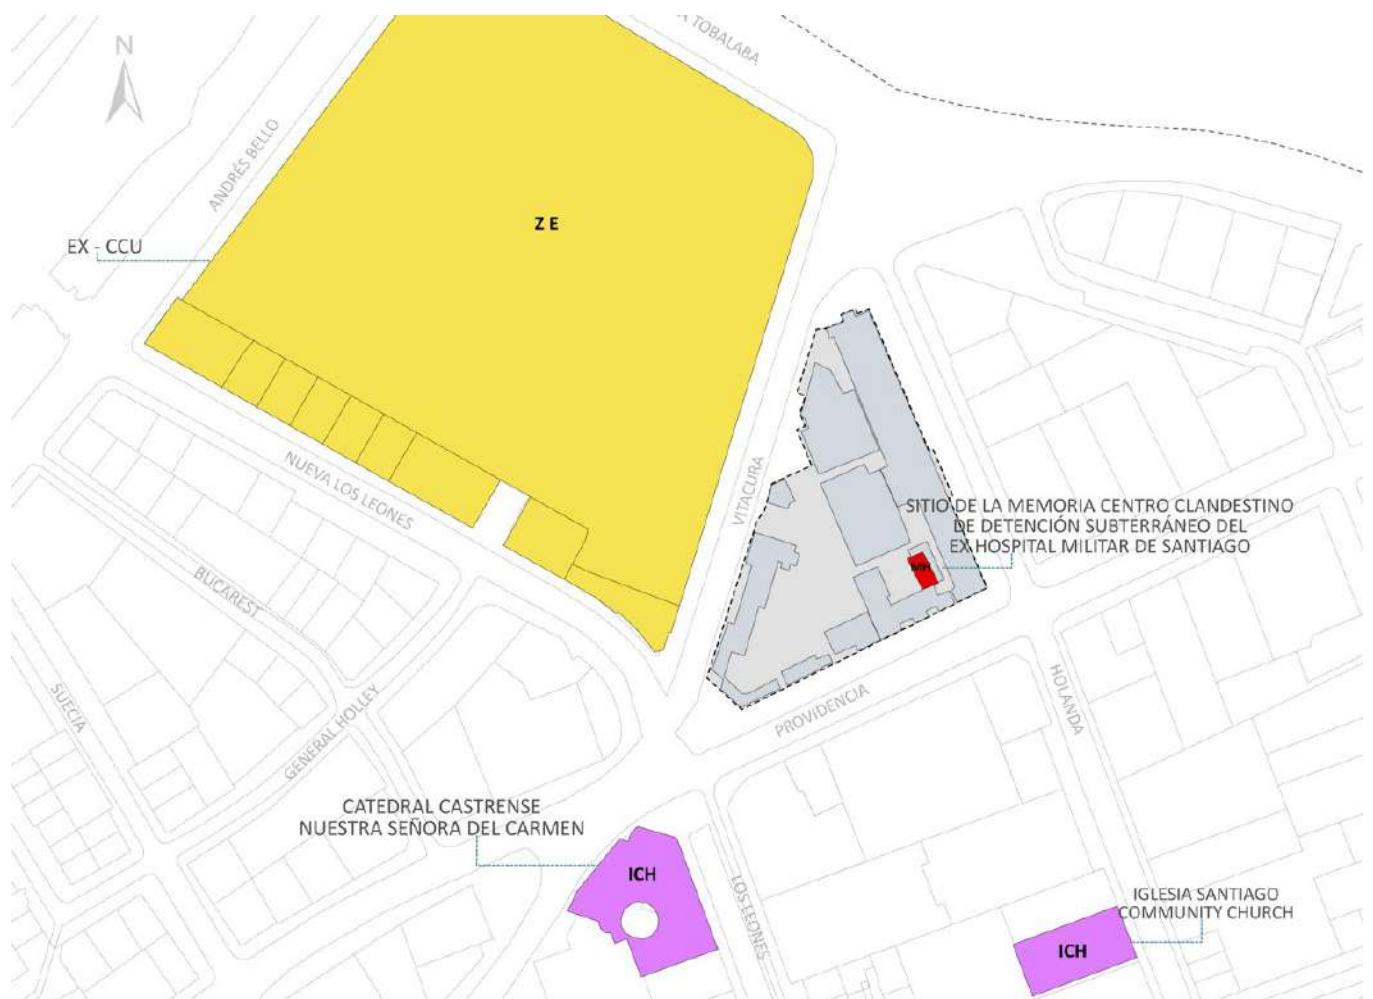 N
TOBALABA
ANDRÉS BELLO
Z E
EX - CCU
VITACURA
NUEVA LOS LEONES
SITIO DE LA MEMORIA CENTRO CLANDESTINO
DE DETENCIÓN SUBTERRÁNEO DEL
EX HOSPITAL MILITAR DE SANTIAGO
MH
BUCAREST
SUECIA
GENERAL HOLLEY
PROVIDENCIA
HOLANDA
CATEDRAL CASTRENSE
NUESTRA SEÑORA DEL CARMEN
ICH
LOS LEONES
IGLESIA SANTIAGO
COMMUNITY CHURCH
ICH